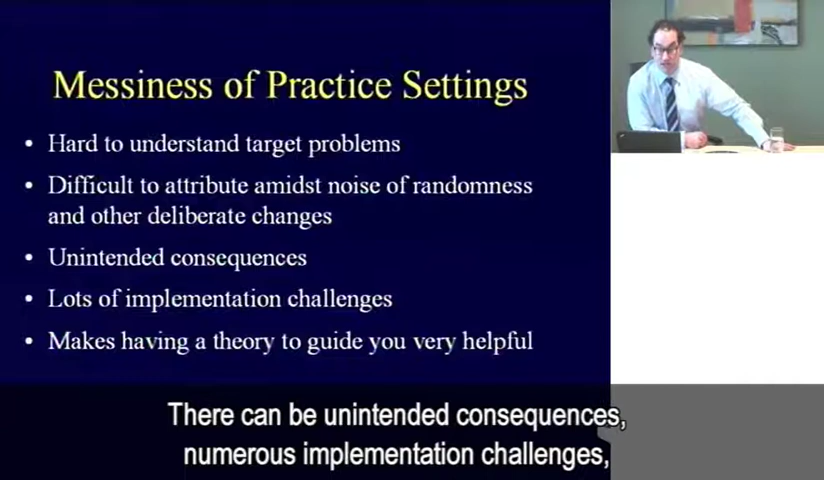 Messiness of Practice Settings
• Hard to understand target problems
• Difficult to attribute amidst noise of randomness
and other deliberate changes
• Unintended consequences
• Lots of implementation challenges
• Makes having a theory to guide you very helpful
There can be unintended consequences,
numerous implementation challenges,